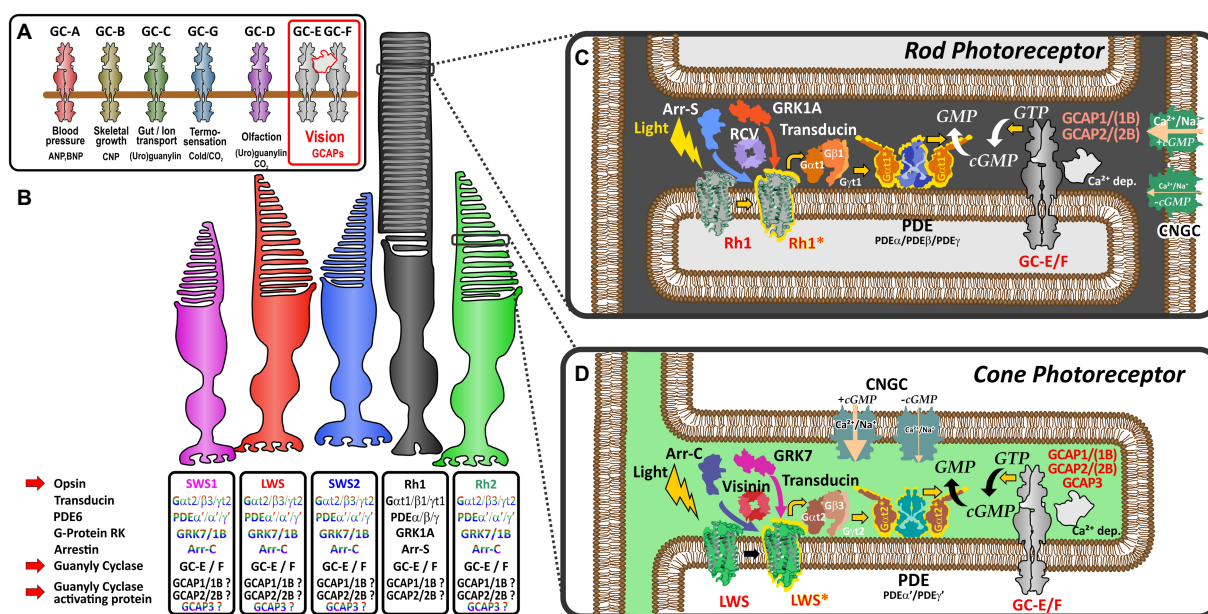 A
GC-A GC-B GC-C GC-G GC-D GC-E GC-F
Blood pressure
ANP,BNP
Skeletal growth
CNP
Gut / Ion transport
(Uro)guanylin
Termo-sensation
Cold/CO₂
Olfaction
(Uro)guanylin
CO₂
Vision
GCAPs
B
Opsin
Transducin
PDE6
G-Protein RK
Arrestin
Guanyly Cyclase
Guanyly Cyclase
activating protein
SWS1
Gαt2/β3/γt2
PDEα'/α'/γ'
GRK7/1B
Arr-C
GC-E / F
GCAP1/1B ?
GCAP2/2B ?
GCAP3 ?
LWS
Gαt2/β3/γt2
PDEα'/α'/γ'
GRK7/1B
Arr-C
GC-E / F
GCAP1/1B ?
GCAP2/2B ?
GCAP3 ?
SWS2
Gαt2/β3/γt2
PDEα'/α'/γ'
GRK7/1B
Arr-C
GC-E / F
GCAP1/1B ?
GCAP2/2B ?
GCAP3 ?
Rh1
Gαt1/β1/γt1
PDEα/β/γ
GRK1A
Arr-S
GC-E / F
GCAP1/1B ?
GCAP2/2B ?
Rh2
Gαt2/β3/γt2
PDEα'/α'/γ'
GRK7/1B
Arr-C
GC-E / F
GCAP1/1B ?
GCAP2/2B ?
GCAP3 ?
C
Rod Photoreceptor
Arr-S
GRK1A
Light
RCV
Transducin
Gαt1
Gβ1
Gγt1
Gαt1*
Gαt1*
GMP
GTP
cGMP
GCAP1/(1B)
GCAP2/(2B)
Ca²⁺/Na⁺
+cGMP
Ca²⁺ dep.
Ca²⁺/Na⁺
-cGMP
CNGC
Rh1
Rh1*
PDE
PDEα/PDEβ/PDEγ
GC-E/F
D
Cone Photoreceptor
CNGC
+cGMP
-cGMP
Ca²⁺/Na⁺
Ca²⁺/Na⁺
Arr-C
GRK7
Light
Visinin
Transducin
Gαt2
Gβ3
Gγt2
Gαt2*
Gαt2*
GMP
GTP
cGMP
GCAP1/(1B)
GCAP2/(2B)
GCAP3
Ca²⁺ dep.
LWS
LWS*
PDE
PDEα'/PDEγ'
GC-E/F